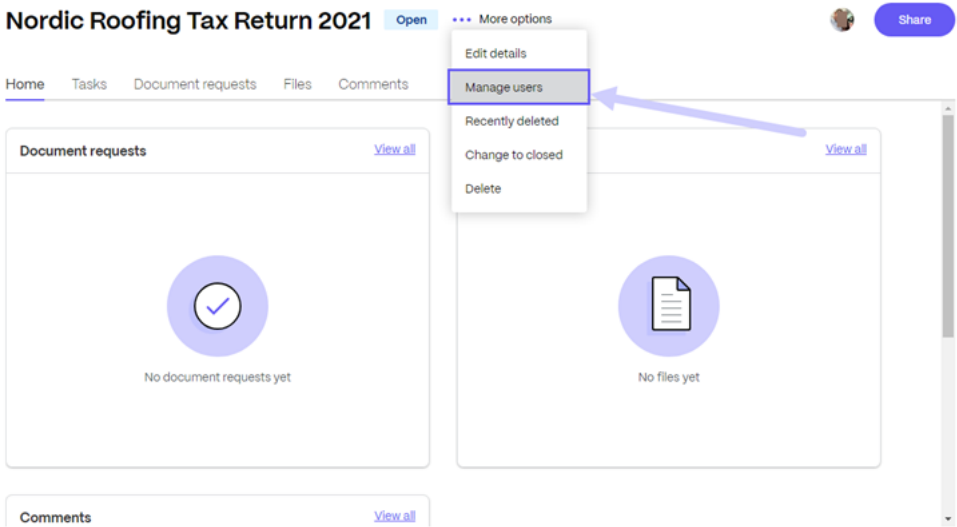 Nordic Roofing Tax Return 2021 Open ••• More options Share
Edit details
Manage users
Recently deleted
Change to closed
Delete
Home Tasks Document requests Files Comments
Document requests View all
View all
No document requests yet
No files yet
Comments View all